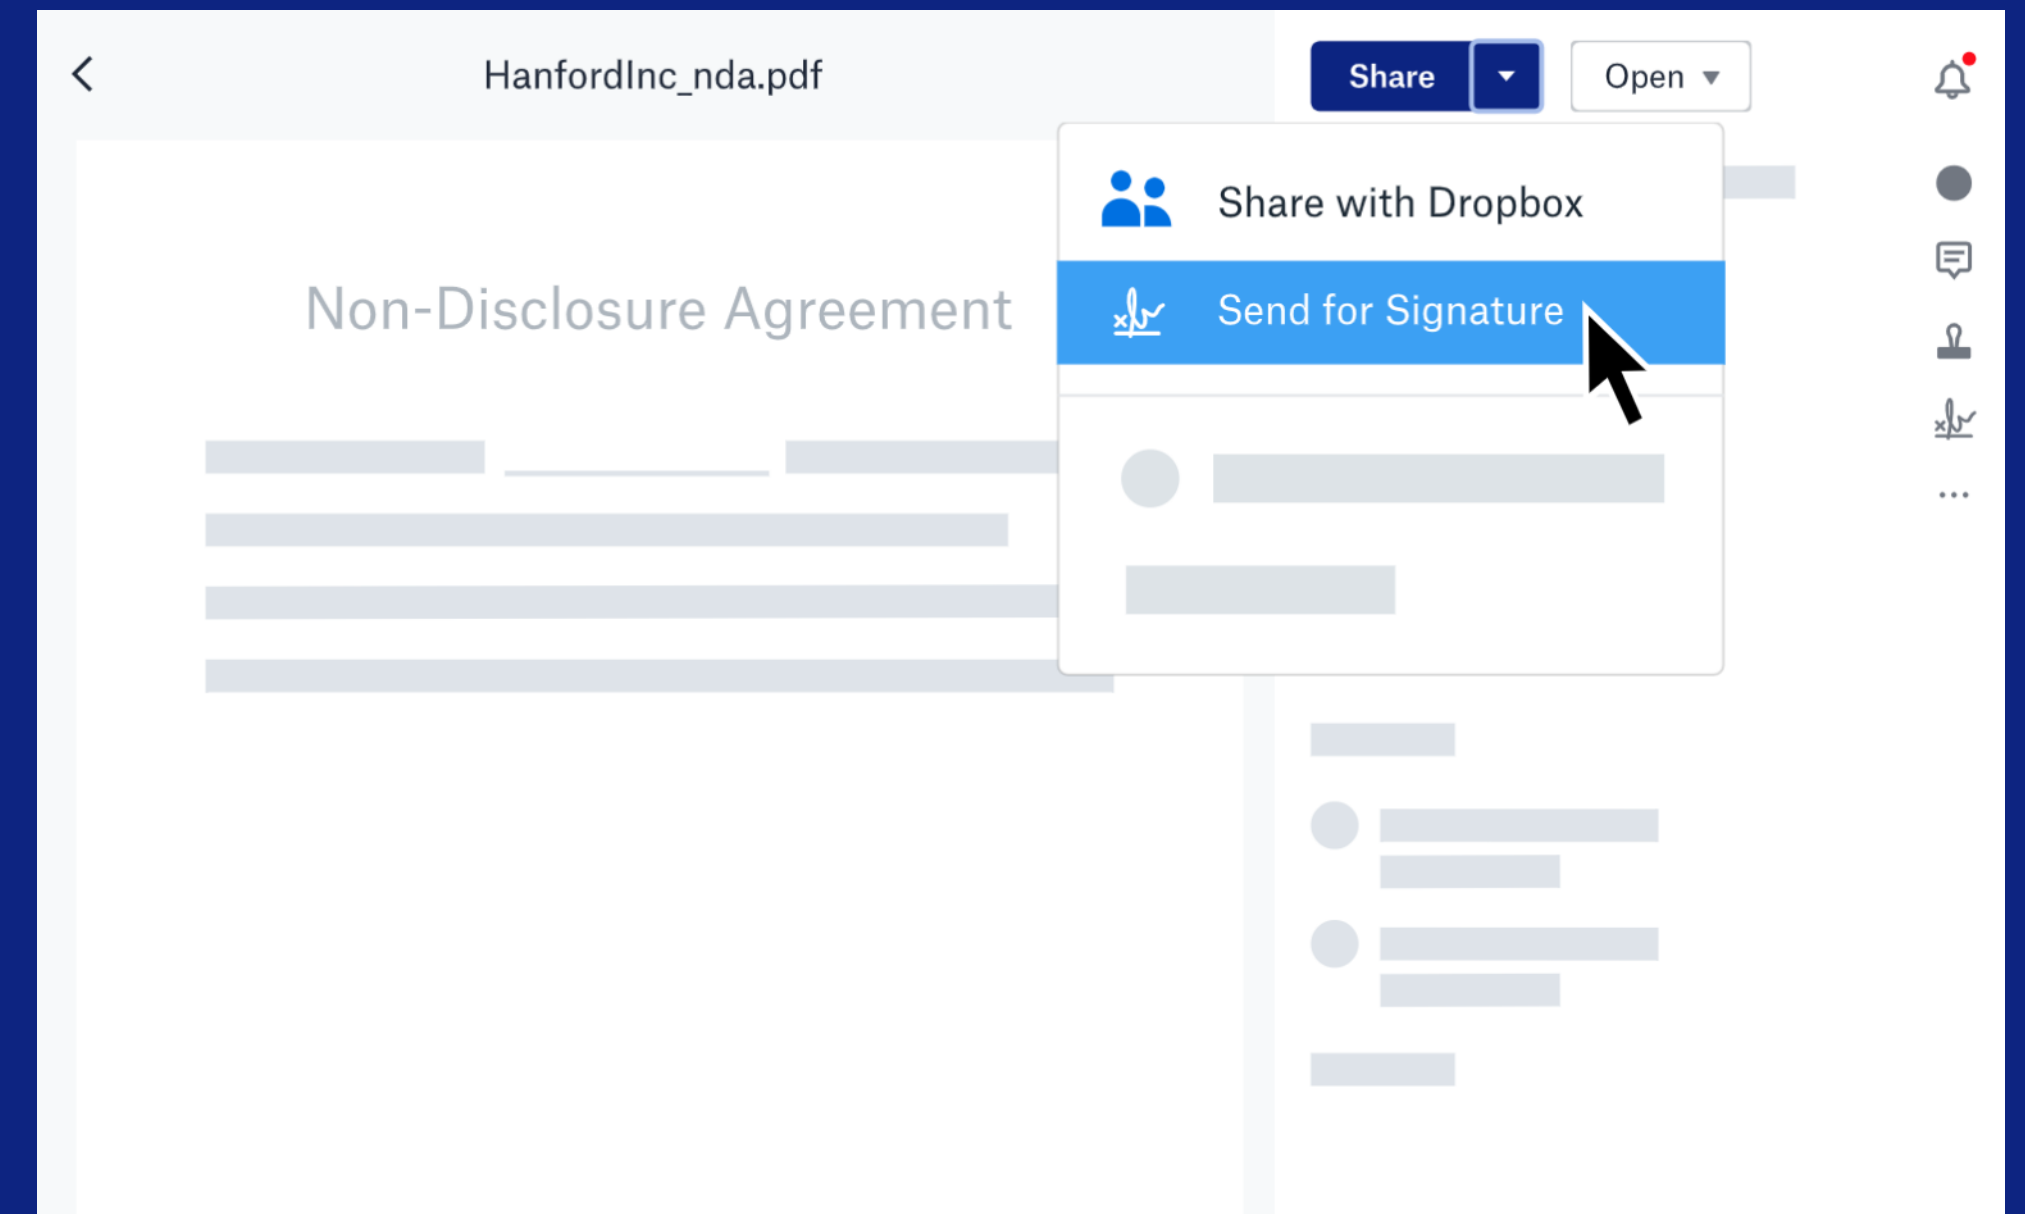 HanfordInc_nda.pdf
Share
Open
Share with Dropbox
Send for Signature
Non-Disclosure Agreement